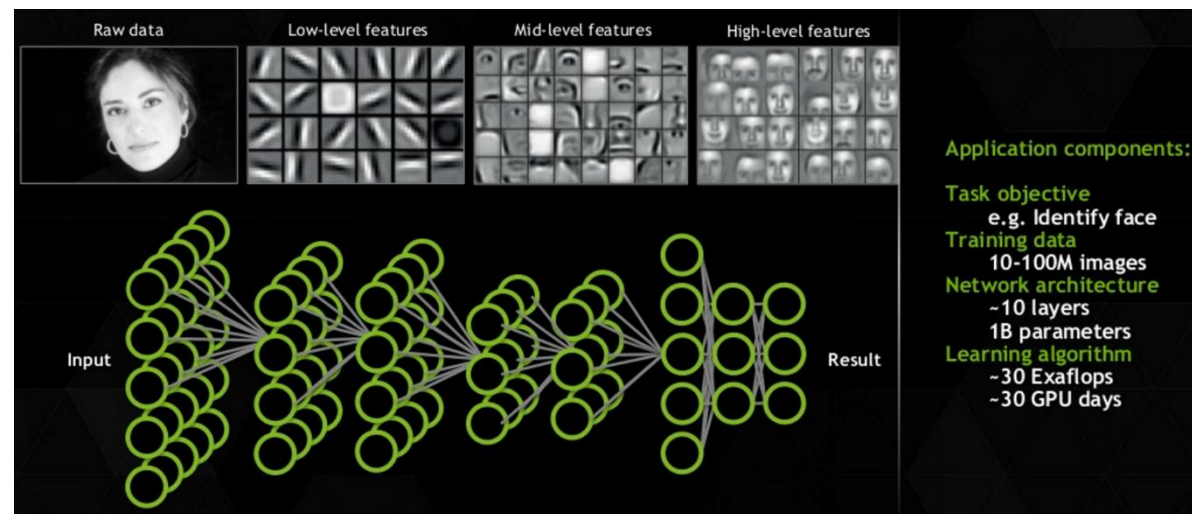 Raw data
Low-level features
Mid-level features
High-level features
Input
Result
Application components:
Task objective
e.g. Identify face
Training data
10-100M images
Network architecture
~10 layers
1B parameters
Learning algorithm
~30 Exaflops
~30 GPU days